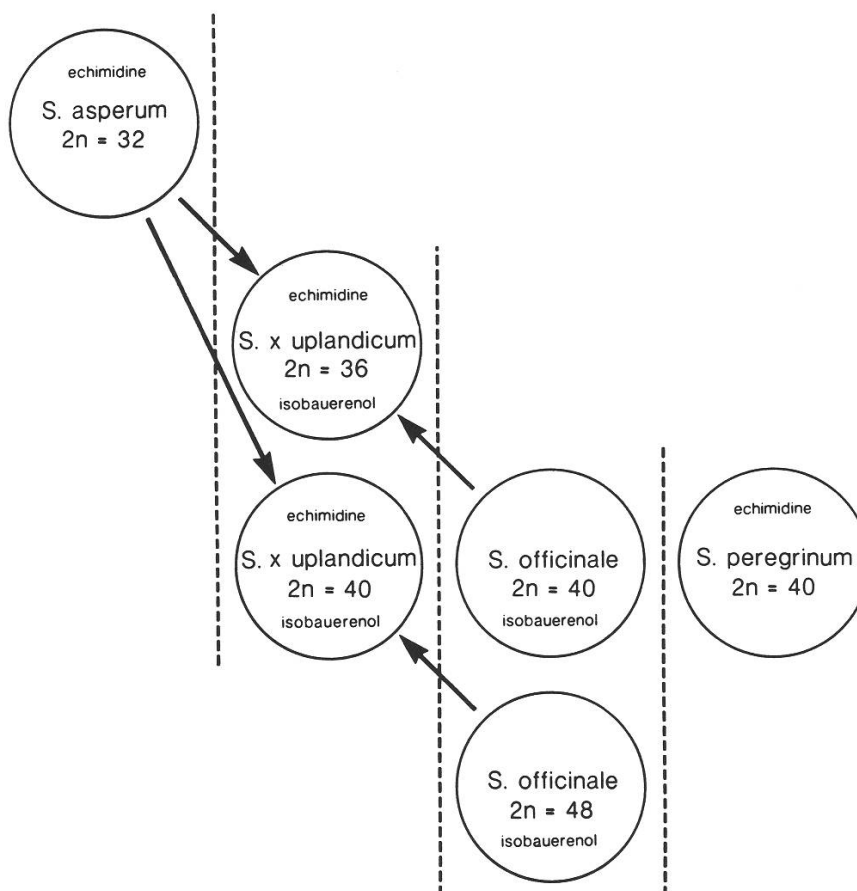 echimidine
S. asperum
2n = 32
echimidine
S. x uplandicum
2n = 36
isobauerenol
echimidine
S. x uplandicum
2n = 40
isobauerenol
S. officinale
2n = 40
isobauerenol
echimidine
S. peregrinum
2n = 40
S. officinale
2n = 48
isobauerenol